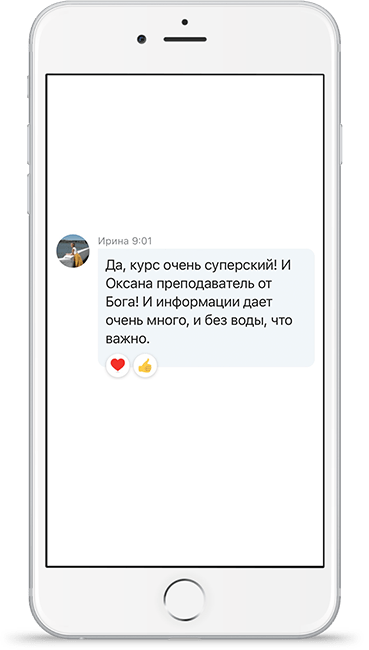 Ирина 9:01
Да, курс очень суперский! И
Оксана преподаватель от
Бога! И информации дает
очень много, и без воды, что
важно.